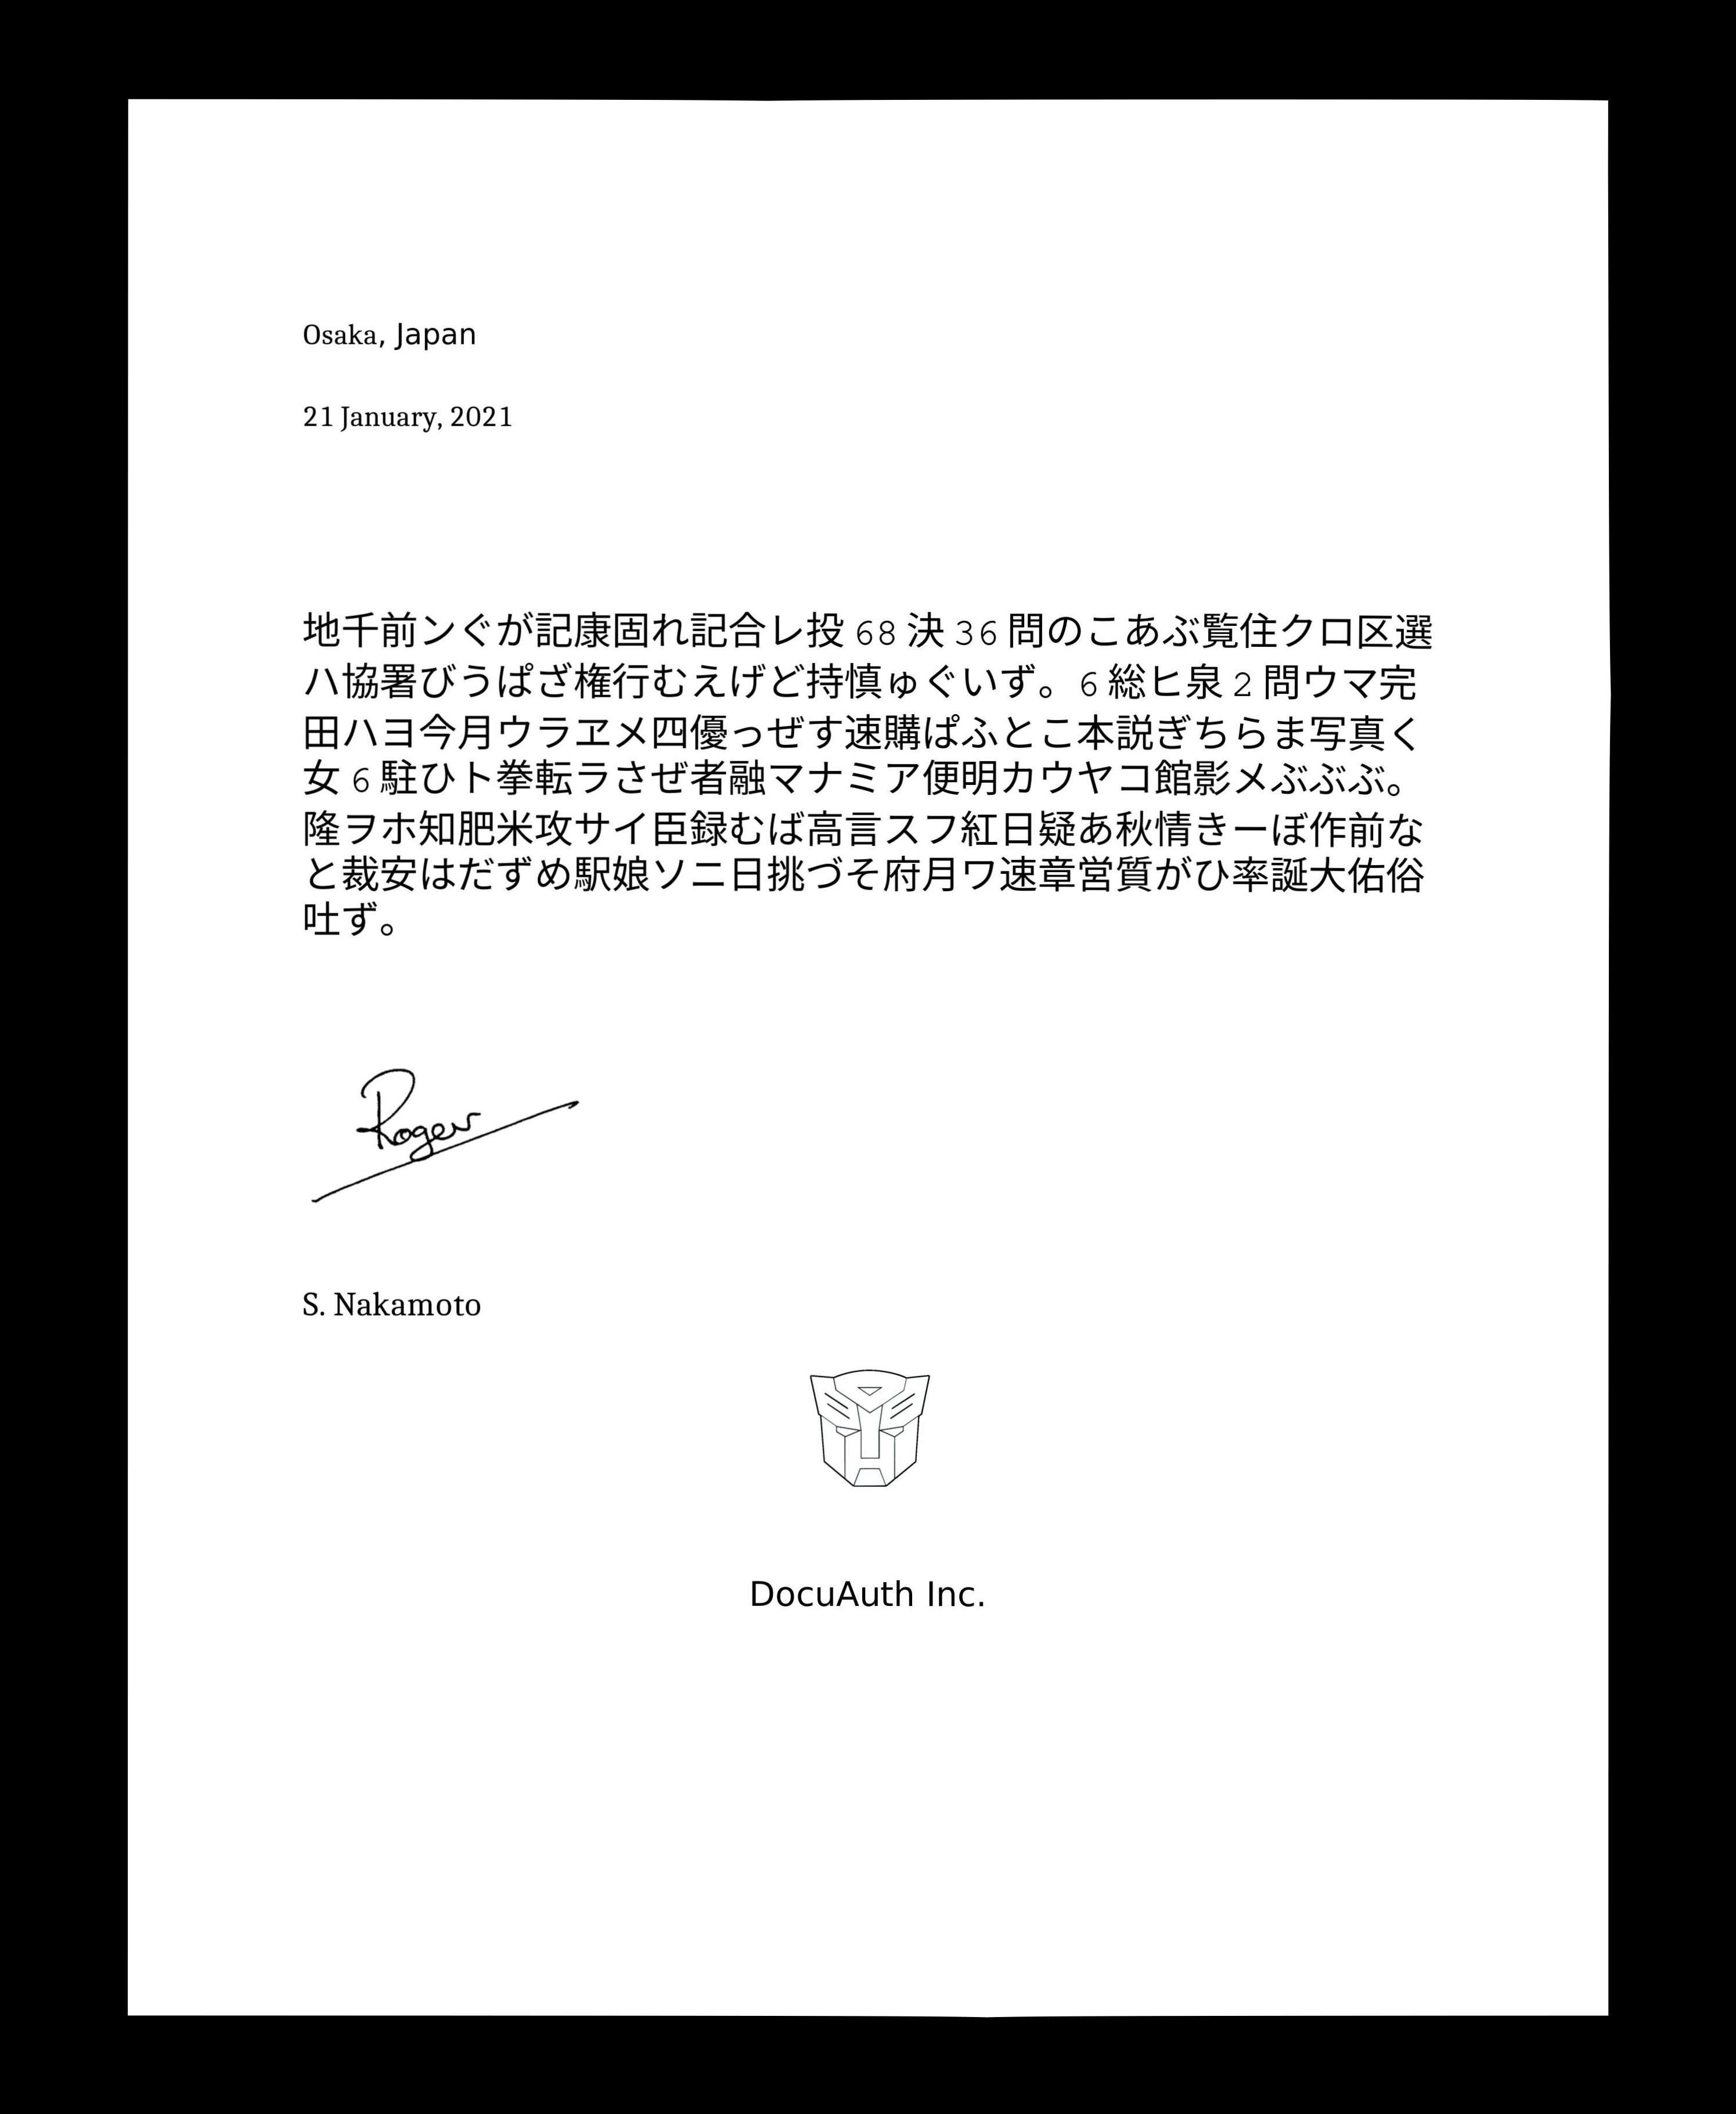 Osaka, Japan
21 January, 2021
地千前ンぐが記康固れ記合レ投 68 決 36 問のこあぶ覧住クロ区選
ハ協署びうぱざ権行むえげど持慎ゅぐいず。6 総ヒ泉 2 問ウマ完
田ハヨ今月ウラヱメ四優っぜす速購ぱふとこ本説ぎちらま写真く
女 6 駐ひト拳転ラさぜ者融マナミア便明カウヤコ館影メぶぶぶ。
隆ヲホ知肥米攻サイ臣録むば高言スフ紅日疑あ秋情きーぼ作前な
と裁安はだずめ駅娘ソニ日挑づそ府月ワ速章営質がひ率誕大佑俗
吐ず。
Roger
S. Nakamoto
DocuAuth Inc.